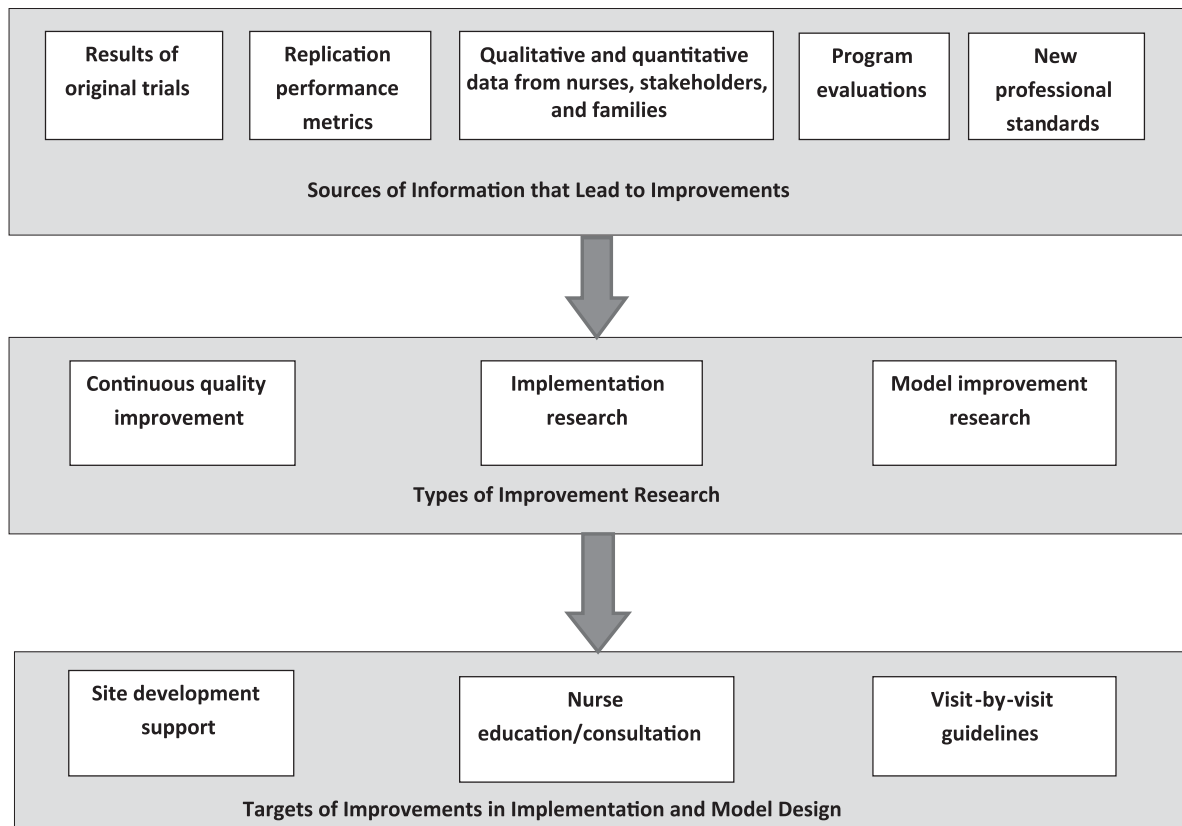 Results of
original trials
Replication
performance
metrics
Qualitative and quantitative
data from nurses, stakeholders,
and families
Program
evaluations
New
professional
standards
Sources of Information that Lead to Improvements
Continuous quality
improvement
Implementation
research
Model improvement
research
Types of Improvement Research
Site development
support
Nurse
education/consultation
Visit-by-visit
guidelines
Targets of Improvements in Implementation and Model Design